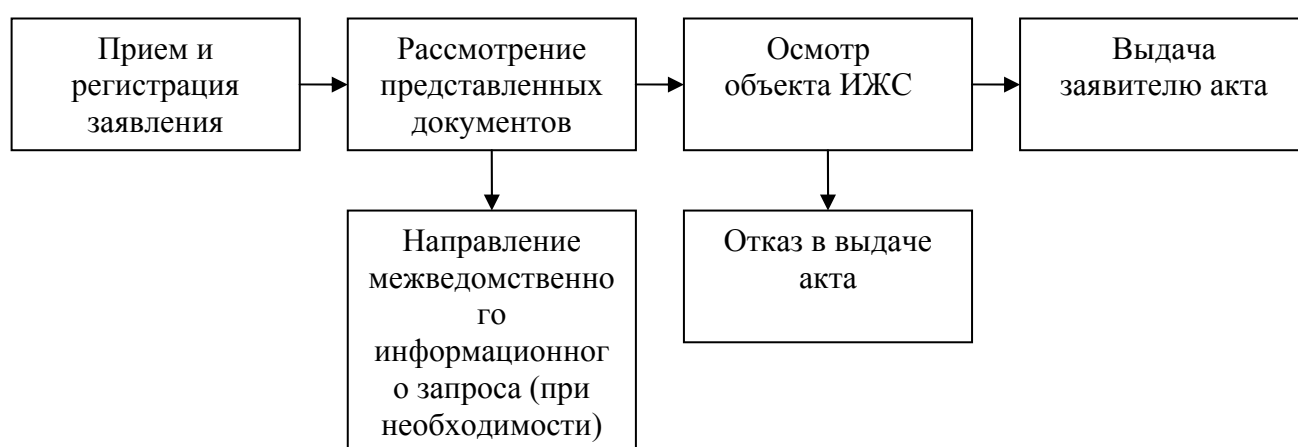 Прием и
регистрация
заявления
Рассмотрение
представленных
документов
Осмотр
объекта ИЖС
Выдача
заявителю акта
Направление
межведомственно
го
информационног
о запроса (при
необходимости)
Отказ в выдаче
акта